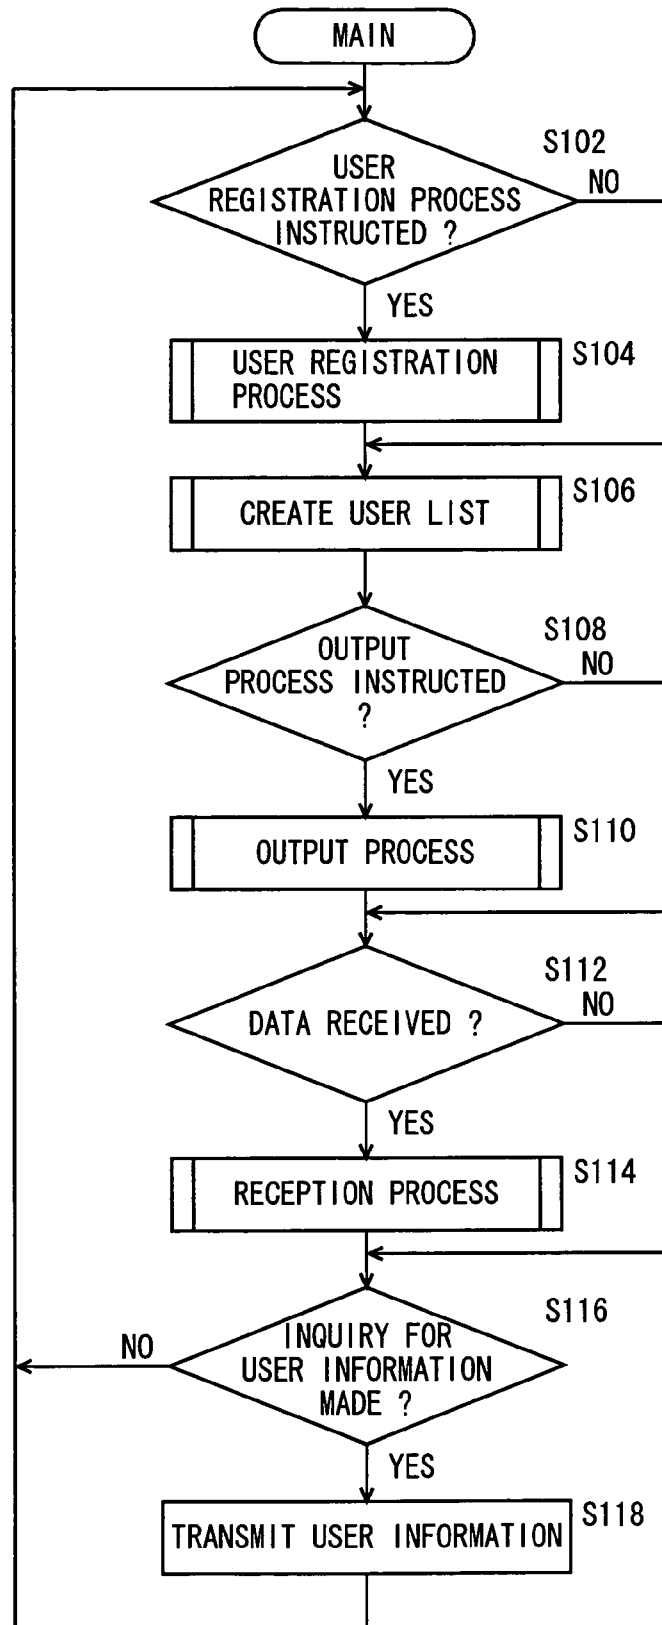 MAIN
S102
USER
REGISTRATION PROCESS
INSTRUCTED ?
NO
YES
S104
USER REGISTRATION
PROCESS
S106
CREATE USER LIST
S108
OUTPUT
PROCESS INSTRUCTED
?
NO
YES
S110
OUTPUT PROCESS
S112
DATA RECEIVED ?
NO
YES
S114
RECEPTION PROCESS
S116
INQUIRY FOR
USER INFORMATION
MADE ?
NO
YES
S118
TRANSMIT USER INFORMATION